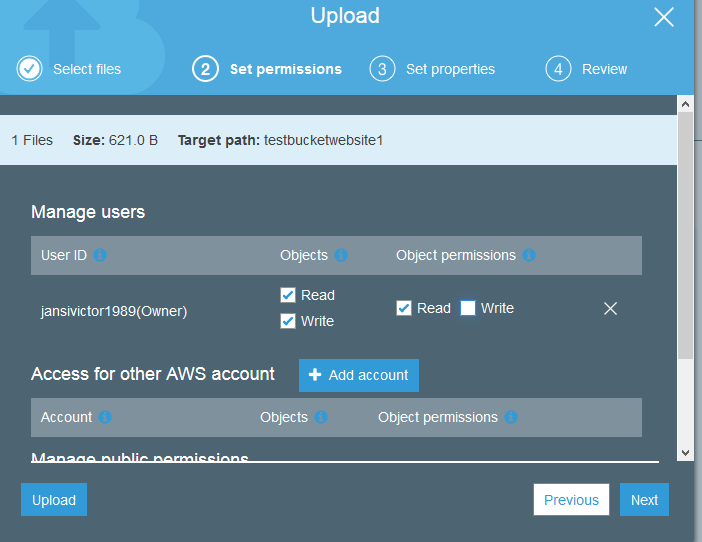 Upload
Select files
2 Set permissions
3 Set properties
4 Review
1 Files Size: 621.0 B Target path: testbucketwebsite1
Manage users
User ID Objects Object permissions
jansivictor1989(Owner)
Read
Write
Read Write
Access for other AWS account + Add account
Account Objects Object permissions
Manage public permissions
Upload Previous Next